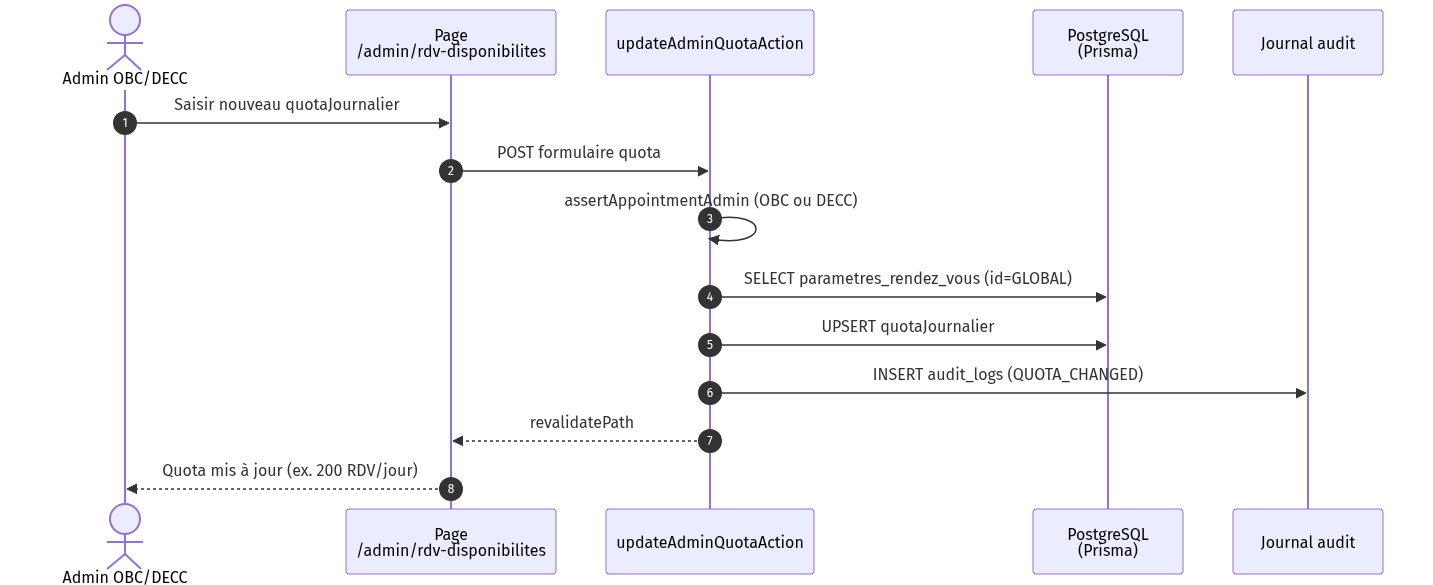 Admin OBC/DECC
Page
/admin/rdv-disponibilites
updateAdminQuotaAction
PostgreSQL
(Prisma)
Journal audit
Saisir nouveau quotaJournalier
1
POST formulaire quota
2
assertAppointmentAdmin (OBC ou DECC)
3
SELECT parametres_rendez_vous (id=GLOBAL)
4
UPSERT quotaJournalier
5
INSERT audit_logs (QUOTA_CHANGED)
6
revalidatePath
7
Quota mis à jour (ex. 200 RDV/jour)
8
Admin OBC/DECC
Page
/admin/rdv-disponibilites
updateAdminQuotaAction
PostgreSQL
(Prisma)
Journal audit